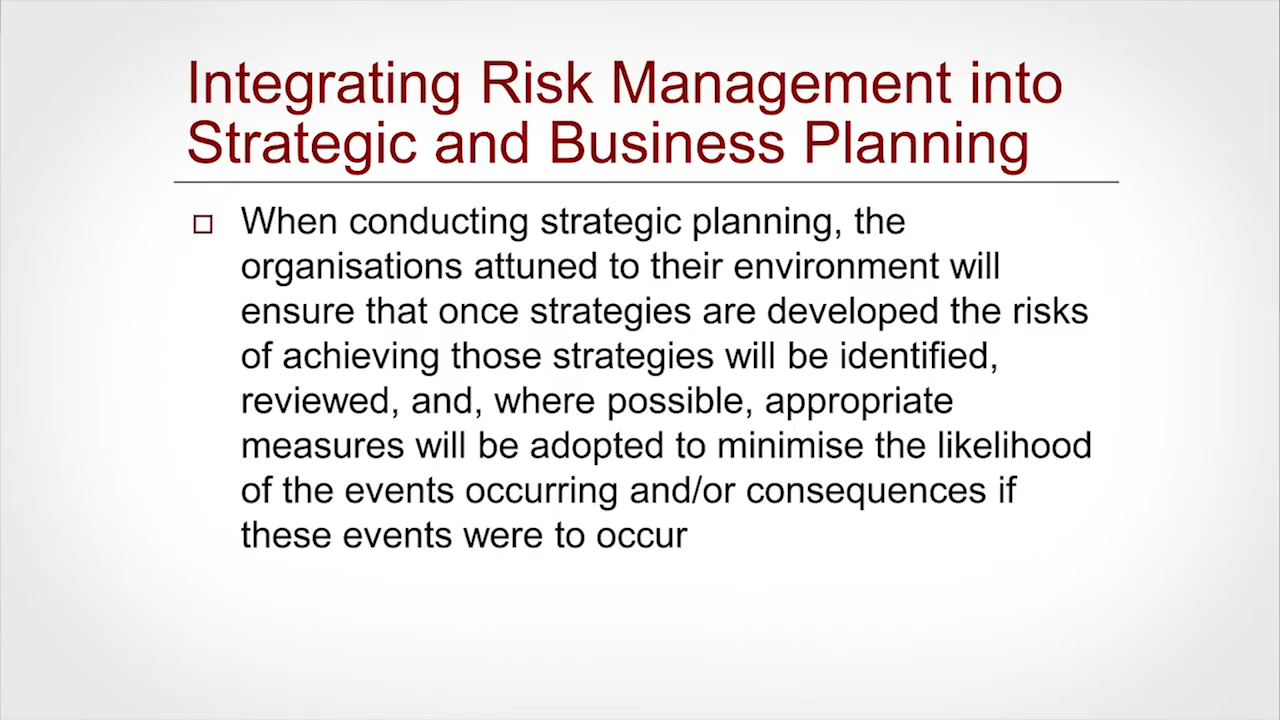 Integrating Risk Management into
Strategic and Business Planning
When conducting strategic planning, the
organisations attuned to their environment will
ensure that once strategies are developed the risks
of achieving those strategies will be identified,
reviewed, and, where possible, appropriate
measures will be adopted to minimise the likelihood
of the events occurring and/or consequences if
these events were to occur